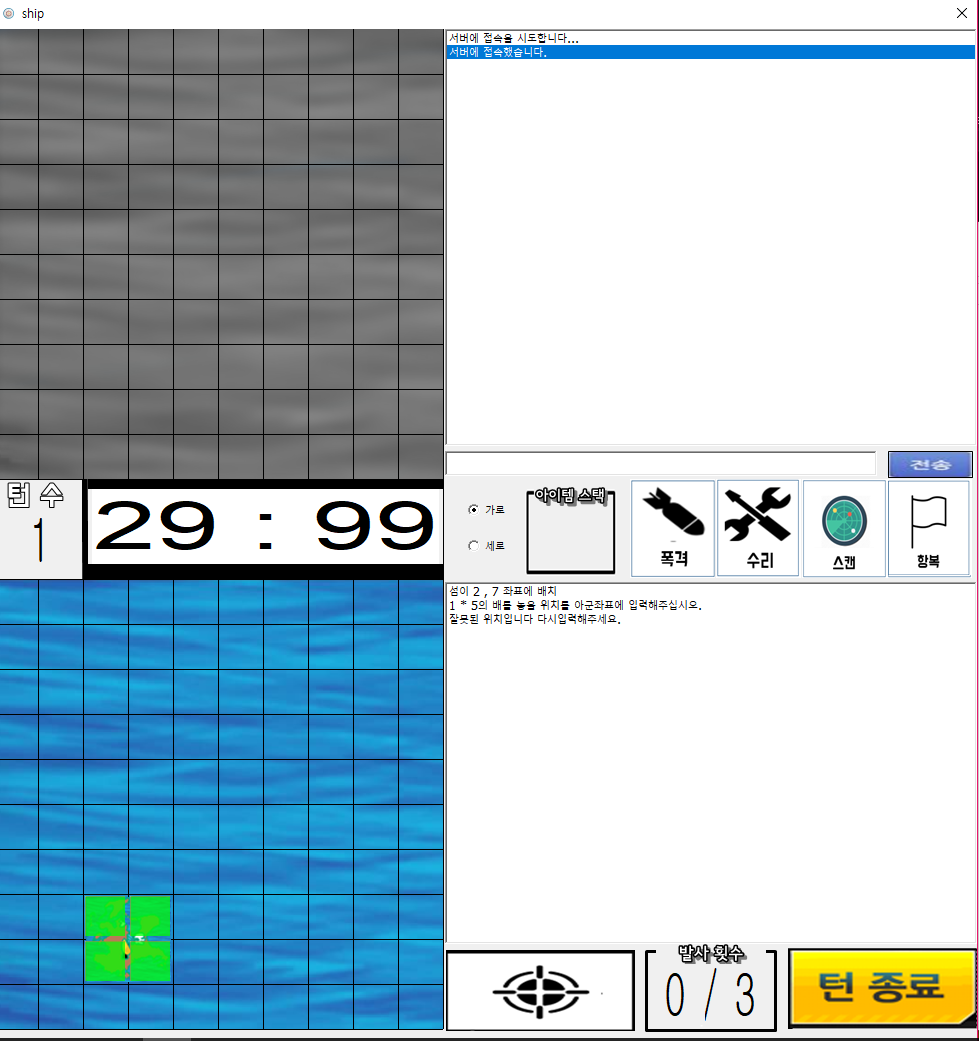 ship
서버에 접속을 시도합니다...
서버에 접속했습니다.
전송
턴 수
1
29 : 99
가로
세로
아이템 스택
폭격
수리
스캔
항복
섬이 2 , 7 좌표에 배치
1 * 5의 배를 놓을 위치를 아군좌표에 입력해주십시오.
잘못된 위치입니다 다시입력해주세요.
발사 횟수
0 / 3
턴 종료